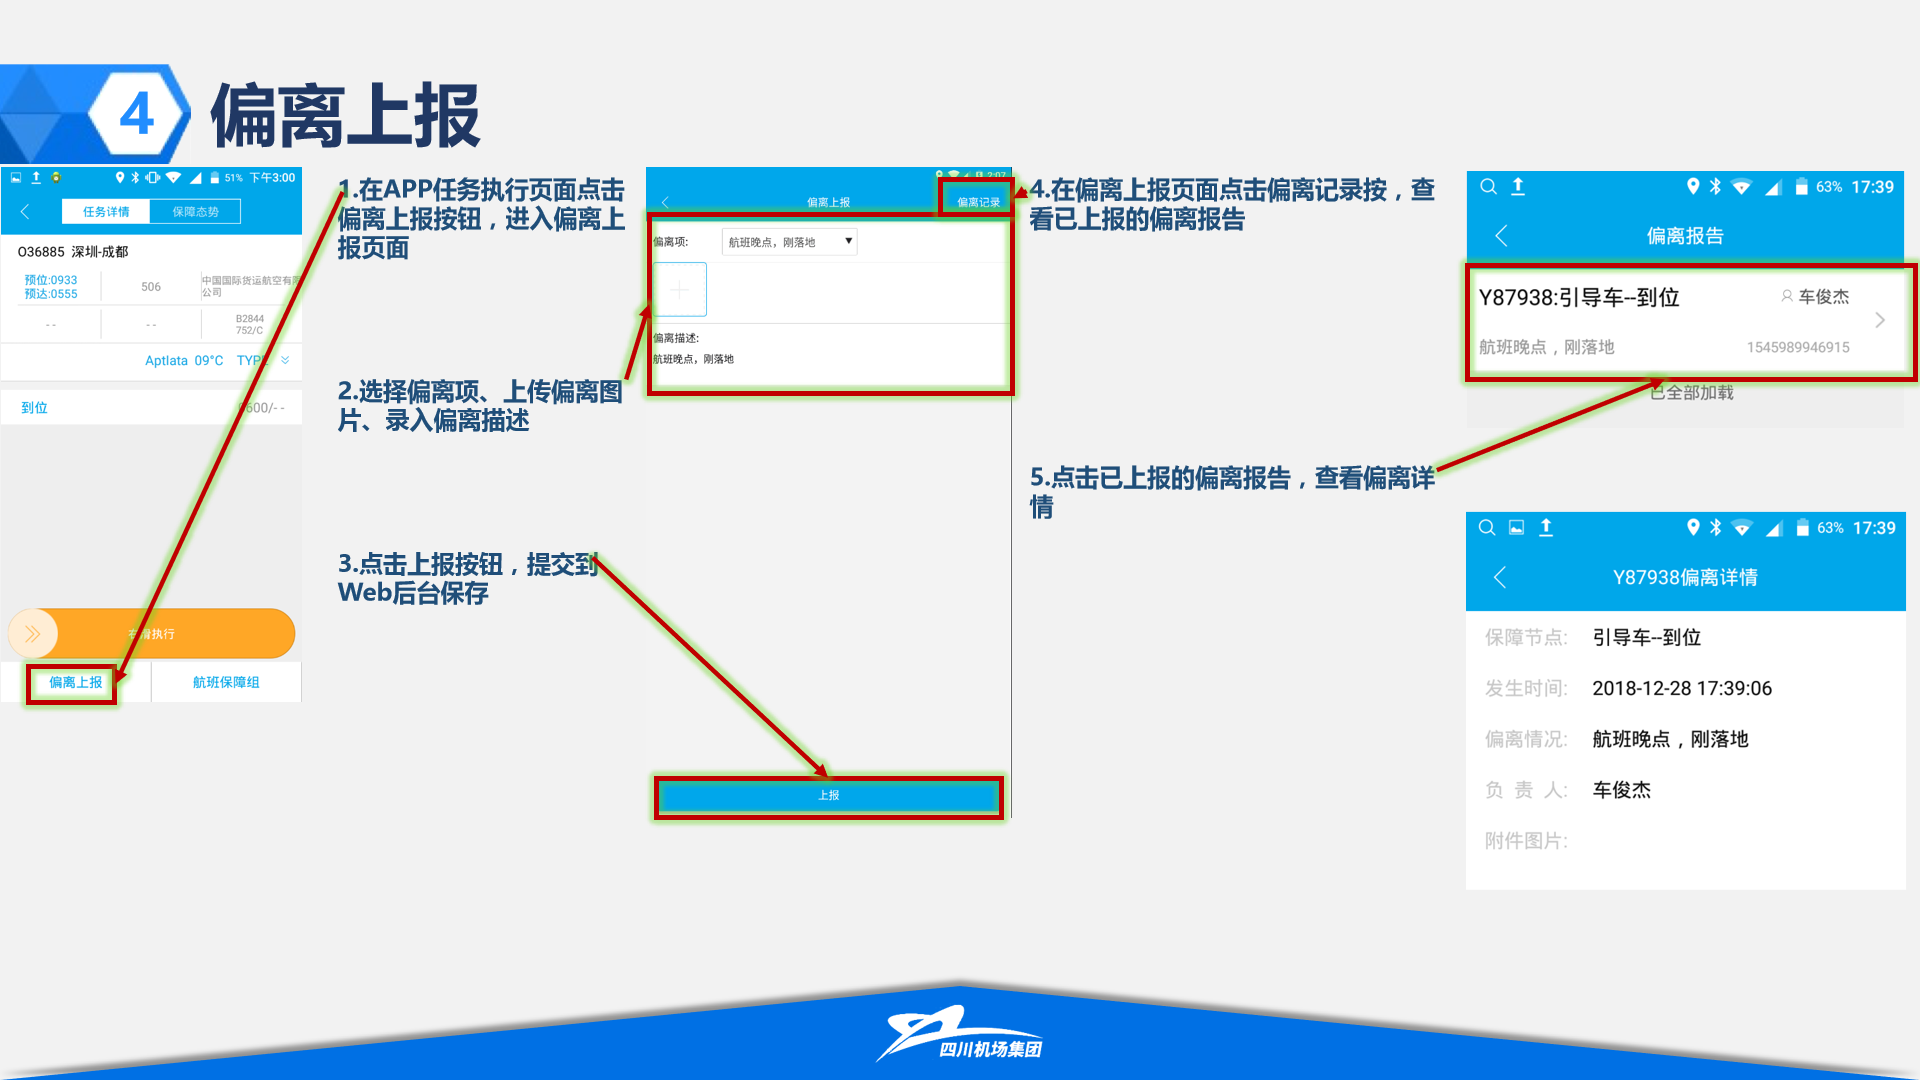 4
偏离上报
51% 下午3:00
任务详情
保障态势
O36885 深圳-成都
预位:0933
预达:0555
506
中国国际货运航空有限
公司
- -
- -
B2844
752/C
Aptlata 09°C
到位
600/- -
右滑执行
偏离上报
航班保障组
1.在APP任务执行页面点击
偏离上报按钮，进入偏离上
报页面
2.选择偏离项、上传偏离图
片、录入偏离描述
3.点击上报按钮，提交到
Web后台保存
偏离上报
偏离记录
偏离项:
航班晚点，刚落地
偏离描述:
航班晚点，刚落地
上报
4.在偏离上报页面点击偏离记录按，查
看已上报的偏离报告
5.点击已上报的偏离报告，查看偏离详
情
63% 17:39
偏离报告
Y87938:引导车--到位
车俊杰
航班晚点，刚落地
1545989946915
已全部加载
63% 17:39
Y87938偏离详情
保障节点: 引导车--到位
发生时间: 2018-12-28 17:39:06
偏离情况: 航班晚点，刚落地
负 责 人: 车俊杰
附件图片:
四川机场集团